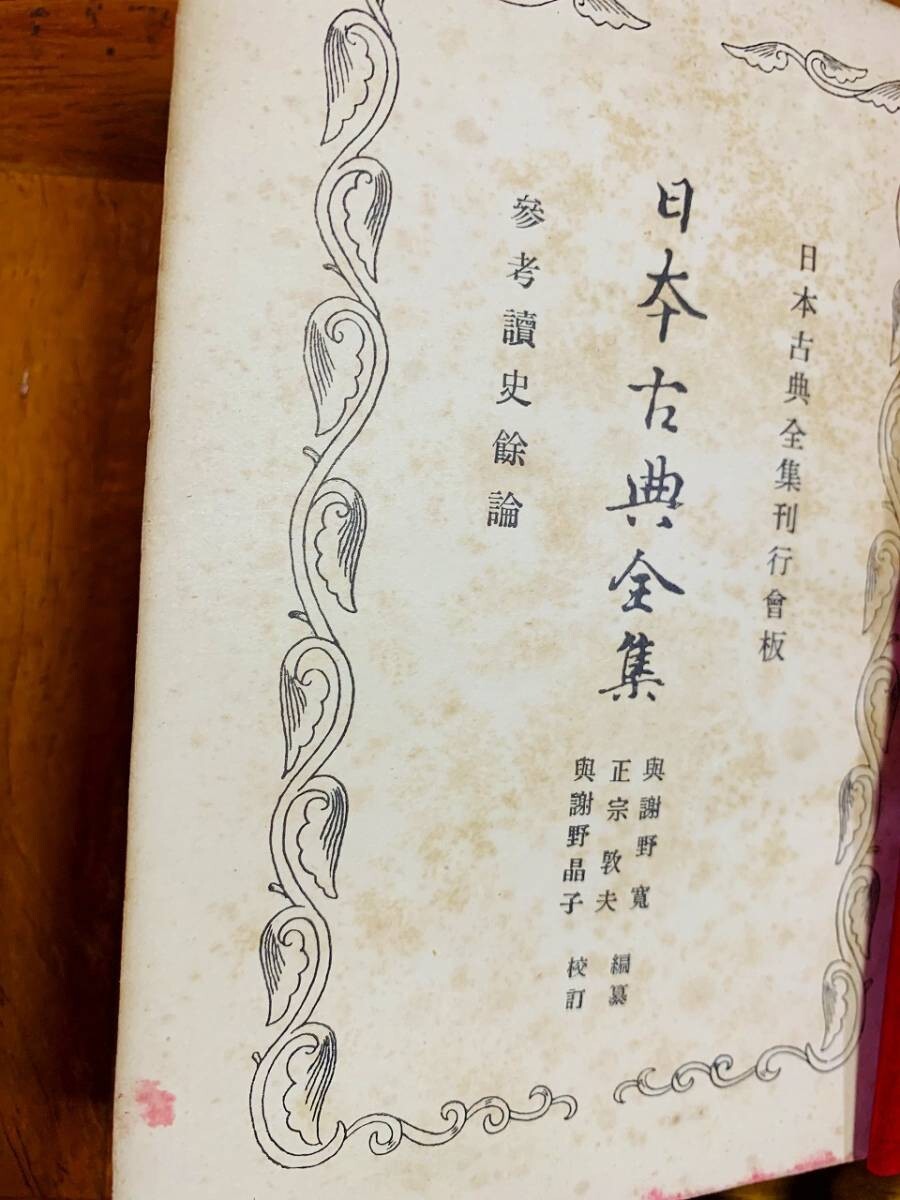 日本古典全集刊行會板
日本古典全集
與謝野寬
正宗敦夫 編纂
與謝野晶子 校訂
參考讀史餘論